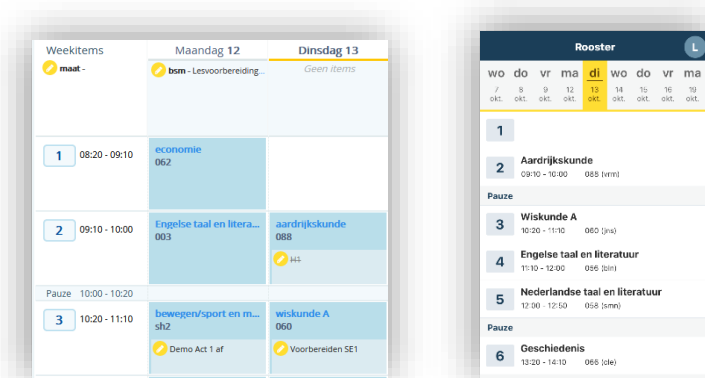 Weekitems Maandag 12 Dinsdag 13
maat - bsm - Lesvoorbereiding... Geen items
1 08:20 - 09:10 economie
062
2 09:10 - 10:00 Engelse taal en litera... aardrijkskunde
003 088
H1
Pauze 10:00 - 10:20
3 10:20 - 11:10 bewegen/sport en m... wiskunde A
sh2 060
Demo Act 1 af Voorbereiden SE1
Rooster L
wo do vr ma di wo do vr ma
7 8 9 12 13 14 15 16 19
okt. okt. okt. okt. okt. okt. okt. okt. okt.
1
2 Aardrijkskunde
09:10 - 10:00 088 (vrm)
Pauze
3 Wiskunde A
10:20 - 11:10 060 (jns)
4 Engelse taal en literatuur
11:10 - 12:00 056 (bln)
5 Nederlandse taal en literatuur
12:00 - 12:50 058 (smn)
Pauze
6 Geschiedenis
13:20 - 14:10 066 (cle)